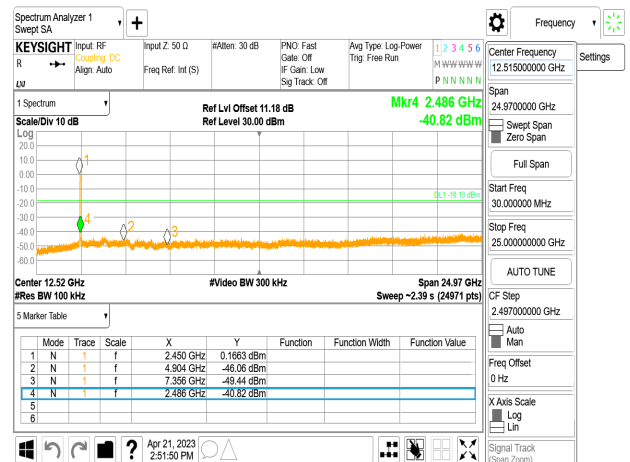 Spectrum Analyzer 1
Swept SA
Frequency
KEYSIGHT
R
Input: RF
Coupling: DC
Align: Auto
Input Z: 50 Ω
Freq Ref: Int (S)
#Atten: 30 dB
PNO: Fast
Gate: Off
IF Gain: Low
Sig Track: Off
Avg Type: Log-Power
Trig: Free Run
1 2 3 4 5 6
M W W W W W
P N N N N N
LXI
1 Spectrum
Scale/Div 10 dB
Ref Lvl Offset 11.18 dB
Ref Level 30.00 dBm
Mkr4 2.486 GHz
-40.82 dBm
Log
20.0
10.0
0.00
-10.0
-20.0
-30.0
-40.0
-50.0
-60.0
1
4
2
3
DL1 -18.13 dBm
Center 12.52 GHz
#Res BW 100 kHz
#Video BW 300 kHz
Span 24.97 GHz
Sweep ~2.39 s (24971 pts)
5 Marker Table
Mode Trace Scale X Y Function Function Width Function Value
1 N 1 f 2.450 GHz 0.1663 dBm
2 N 1 f 4.904 GHz -46.06 dBm
3 N 1 f 7.356 GHz -49.44 dBm
4 N 1 f 2.486 GHz -40.82 dBm
5
6
?
Apr 21, 2023
2:51:50 PM
Center Frequency
12.515000000 GHz
Settings
Span
24.9700000 GHz
Swept Span
Zero Span
Full Span
Start Freq
30.000000 MHz
Stop Freq
25.000000000 GHz
AUTO TUNE
CF Step
2.497000000 GHz
Auto
Man
Freq Offset
0 Hz
X Axis Scale
Log
Lin
Signal Track
(Span Zoom)